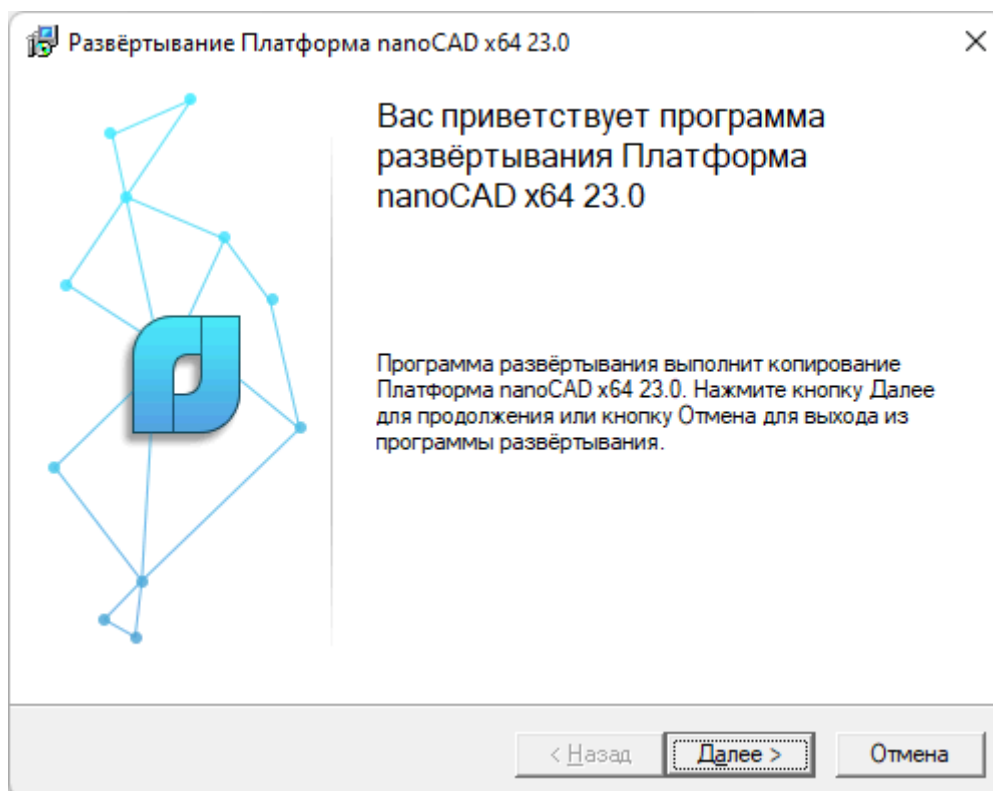 Развёртывание Платформа nanoCAD x64 23.0
Вас приветствует программа
развёртывания Платформа
nanoCAD x64 23.0
Программа развёртывания выполнит копирование
Платформа nanoCAD x64 23.0. Нажмите кнопку Далее
для продолжения или кнопку Отмена для выхода из
программы развёртывания.
< Назад Далее > Отмена